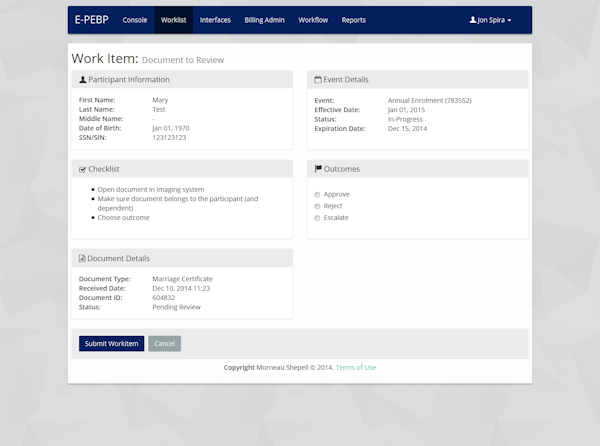 E-PEBP Console Worklist Interfaces Billing Admin Workflow Reports Jon Spira
Work Item: Document to Review
Participant Information
First Name: Mary
Last Name: Test
Middle Name: -
Date of Birth: Jan 01, 1970
SSN/SIN: 123123123
Event Details
Event: Annual Enrolment (783552)
Effective Date: Jan 01, 2015
Status: In-Progress
Expiration Date: Dec 15, 2014
Checklist
Open document in imaging system
Make sure document belongs to the participant (and
dependent)
Choose outcome
Outcomes
Approve
Reject
Escalate
Document Details
Document Type: Marriage Certificate
Received Date: Dec 10, 2014 11:23
Document ID: 604832
Status: Pending Review
Submit WorkItem Cancel
Copyright Morneau Shepell © 2014. Terms of Use